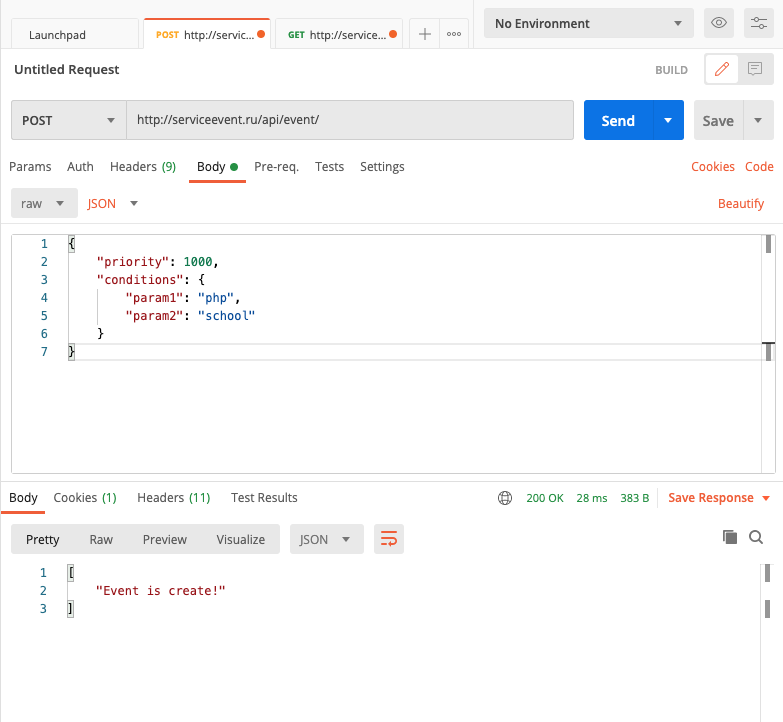 Launchpad POST http://servic... GET http://service... No Environment
Untitled Request BUILD
POST http://serviceevent.ru/api/event/ Send Save
Params Auth Headers (9) Body Pre-req. Tests Settings Cookies Code
raw JSON Beautify
1 {
2 "priority": 1000,
3 "conditions": {
4 "param1": "php",
5 "param2": "school"
6 }
7 }
Body Cookies (1) Headers (11) Test Results 200 OK 28 ms 383 B Save Response
Pretty Raw Preview Visualize JSON
1 [
2 "Event is create!"
3 ]